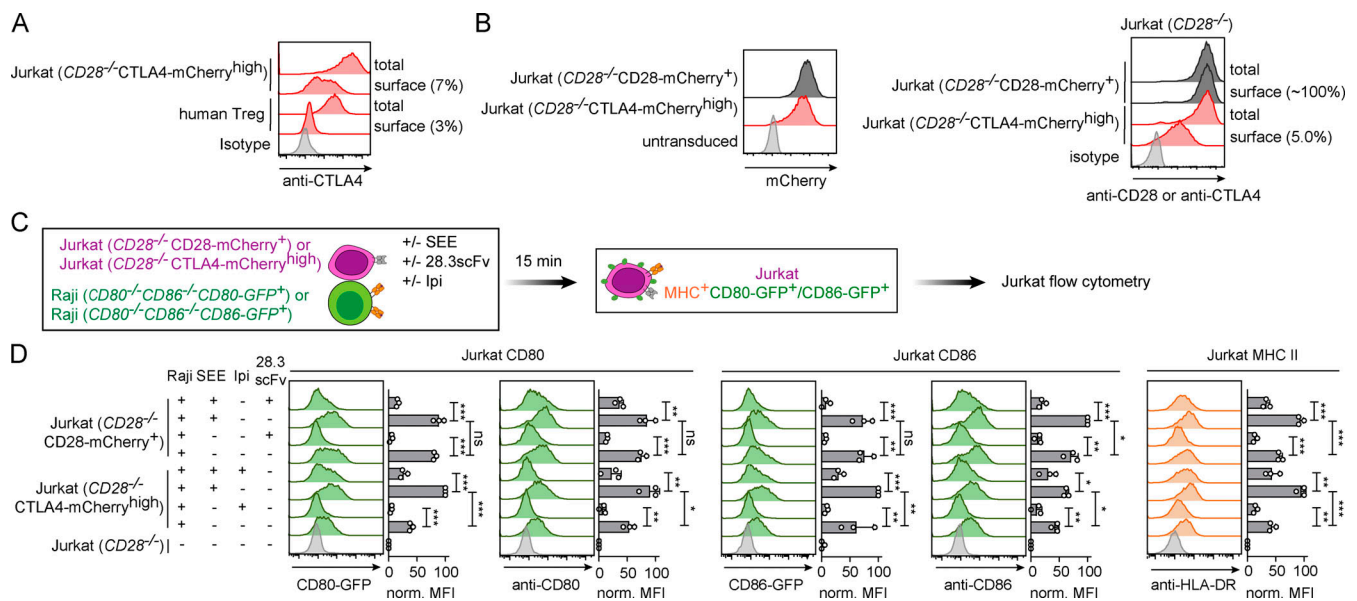 A
Jurkat (CD28-/-CTLA4-mCherryhigh)
total
surface (7%)
human Treg
total
surface (3%)
Isotype
anti-CTLA4
B
Jurkat (CD28-/-CD28-mCherry+)
Jurkat (CD28-/-CTLA4-mCherryhigh)
untransduced
mCherry
Jurkat (CD28-/-)
Jurkat (CD28-/-CD28-mCherry+)
total
surface (~100%)
Jurkat (CD28-/-CTLA4-mCherryhigh)
total
surface (5.0%)
isotype
anti-CD28 or anti-CTLA4
C
Jurkat (CD28-/- CD28-mCherry+) or
Jurkat (CD28-/- CTLA4-mCherryhigh)
Raji (CD80-/-CD86-/-CD80-GFP+) or
Raji (CD80-/-CD86-/-CD86-GFP+)
+/- SEE
+/- 28.3scFv
+/- Ipi
15 min
Jurkat
MHC+CD80-GFP+/CD86-GFP+
Jurkat flow cytometry
D
Jurkat CD80
Jurkat CD86
Jurkat MHC II
Raji SEE Ipi 28.3 scFv
+ + - +
+ + - -
+ - - +
+ - - -
+ + + -
+ + - -
+ - + -
+ - - -
- - - -
Jurkat (CD28-/-
CD28-mCherry+)
Jurkat (CD28-/-
CTLA4-mCherryhigh)
Jurkat (CD28-/-)
*** *** ns *** *** ***
CD80-GFP
0 50 100
norm. MFI
** *** ns ** ** *
anti-CD80
0 50 100
norm. MFI
*** ** ns *** ** **
CD86-GFP
0 50 100
norm. MFI
*** ** * * ** *
anti-CD86
0 50 100
norm. MFI
*** *** *** *** ** ***
anti-HLA-DR
0 50 100
norm. MFI